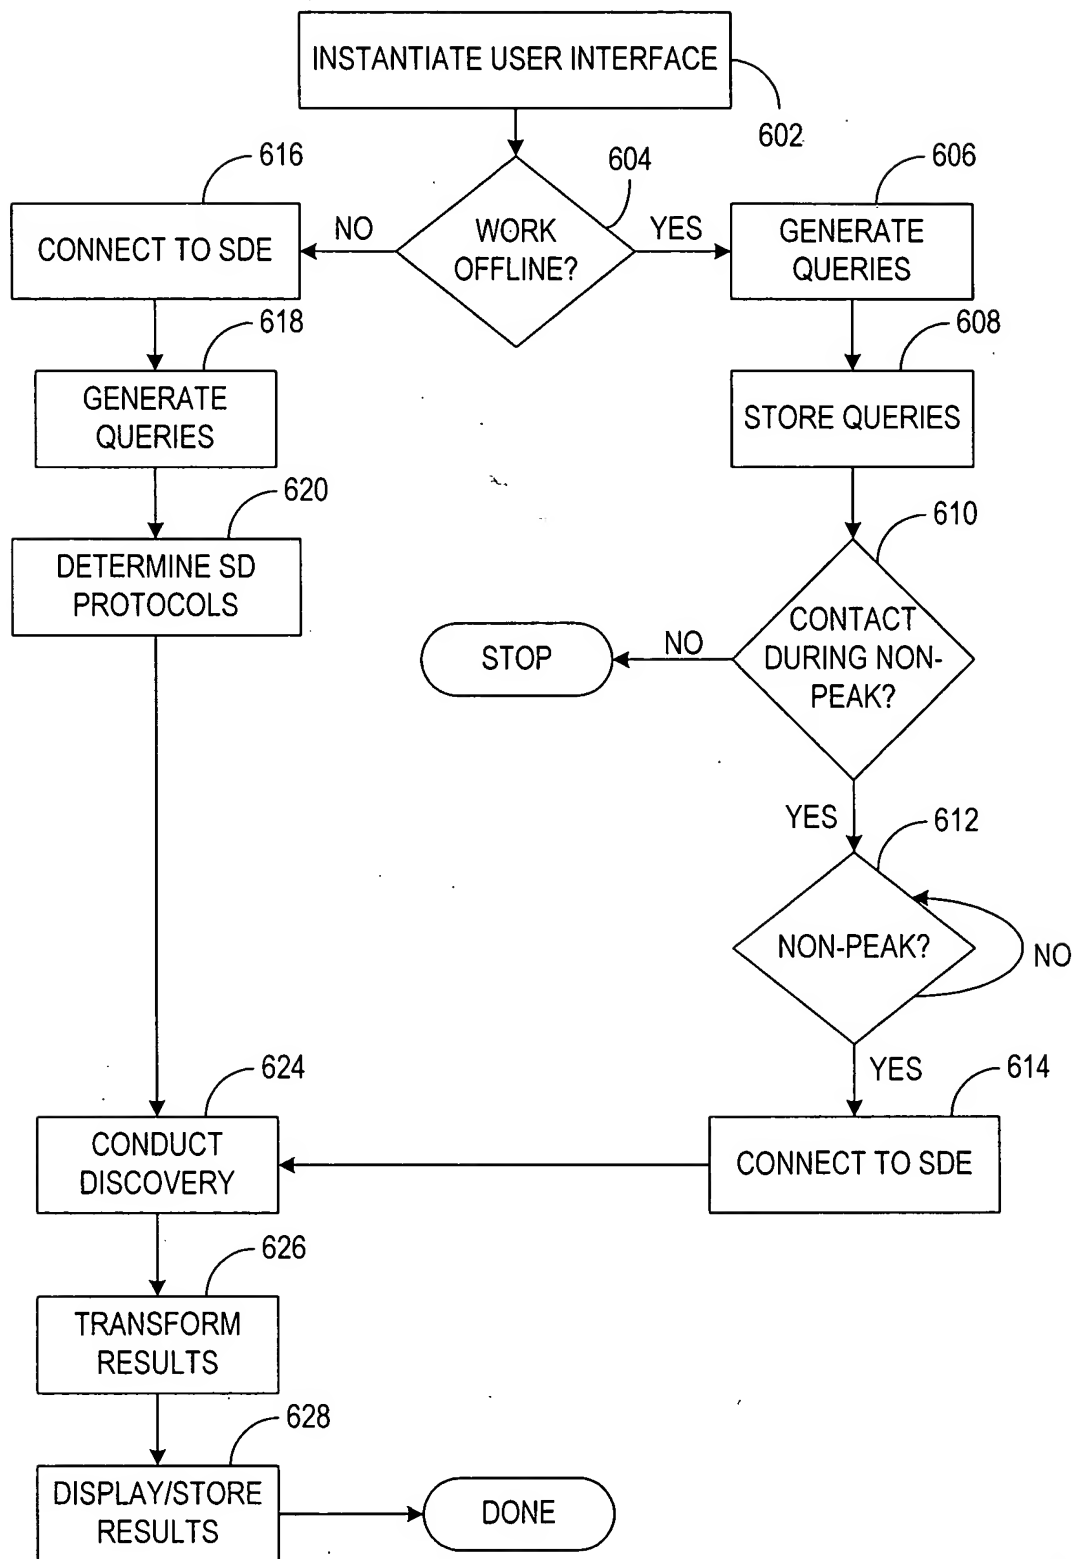 INSTANTIATE USER INTERFACE
602
616
604
606
CONNECT TO SDE
NO
WORK
OFFLINE?
YES
GENERATE
QUERIES
618
608
GENERATE
QUERIES
STORE QUERIES
620
610
DETERMINE SD
PROTOCOLS
STOP
NO
CONTACT
DURING NON-
PEAK?
YES
612
NON-PEAK?
NO
624
YES
614
CONDUCT
DISCOVERY
CONNECT TO SDE
626
TRANSFORM
RESULTS
628
DISPLAY/STORE
RESULTS
DONE